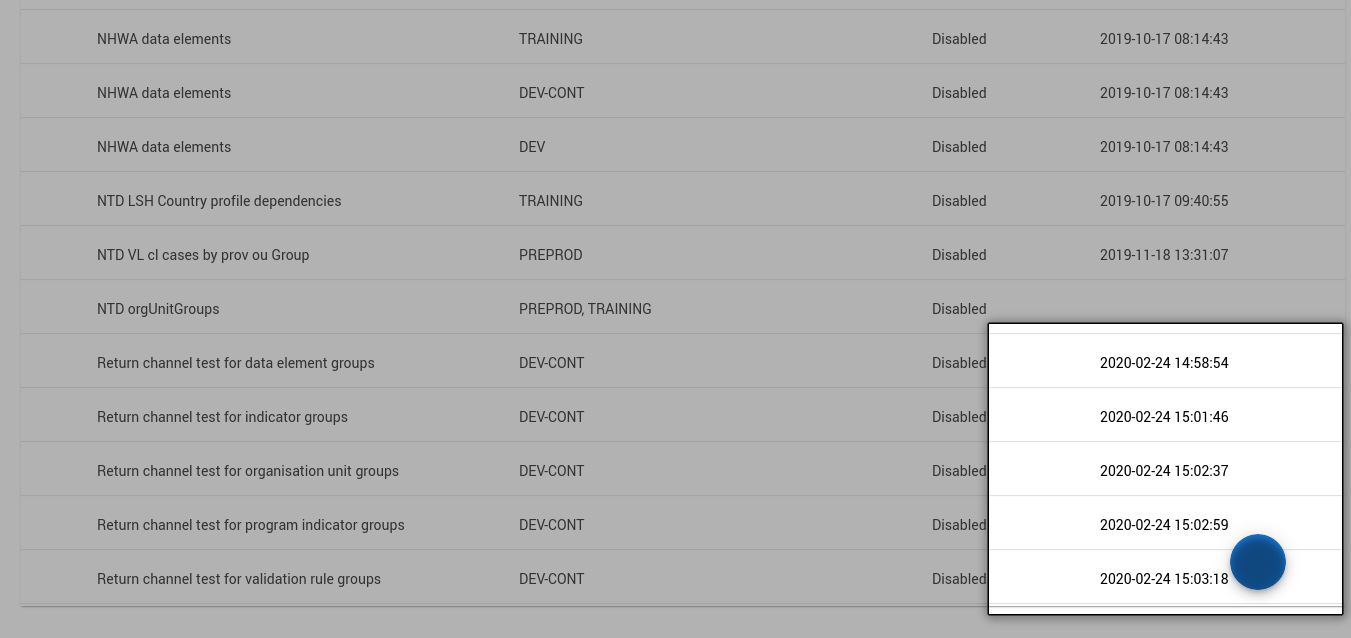 NHWA data elements TRAINING Disabled 2019-10-17 08:14:43
NHWA data elements DEV-CONT Disabled 2019-10-17 08:14:43
NHWA data elements DEV Disabled 2019-10-17 08:14:43
NTD LSH Country profile dependencies TRAINING Disabled 2019-10-17 09:40:55
NTD VL cl cases by prov ou Group PREPROD Disabled 2019-11-18 13:31:07
NTD orgUnitGroups PREPROD, TRAINING Disabled
Return channel test for data element groups DEV-CONT Disabled 2020-02-24 14:58:54
Return channel test for indicator groups DEV-CONT Disabled 2020-02-24 15:01:46
Return channel test for organisation unit groups DEV-CONT Disabled 2020-02-24 15:02:37
Return channel test for program indicator groups DEV-CONT Disabled 2020-02-24 15:02:59
Return channel test for validation rule groups DEV-CONT Disabled 2020-02-24 15:03:18